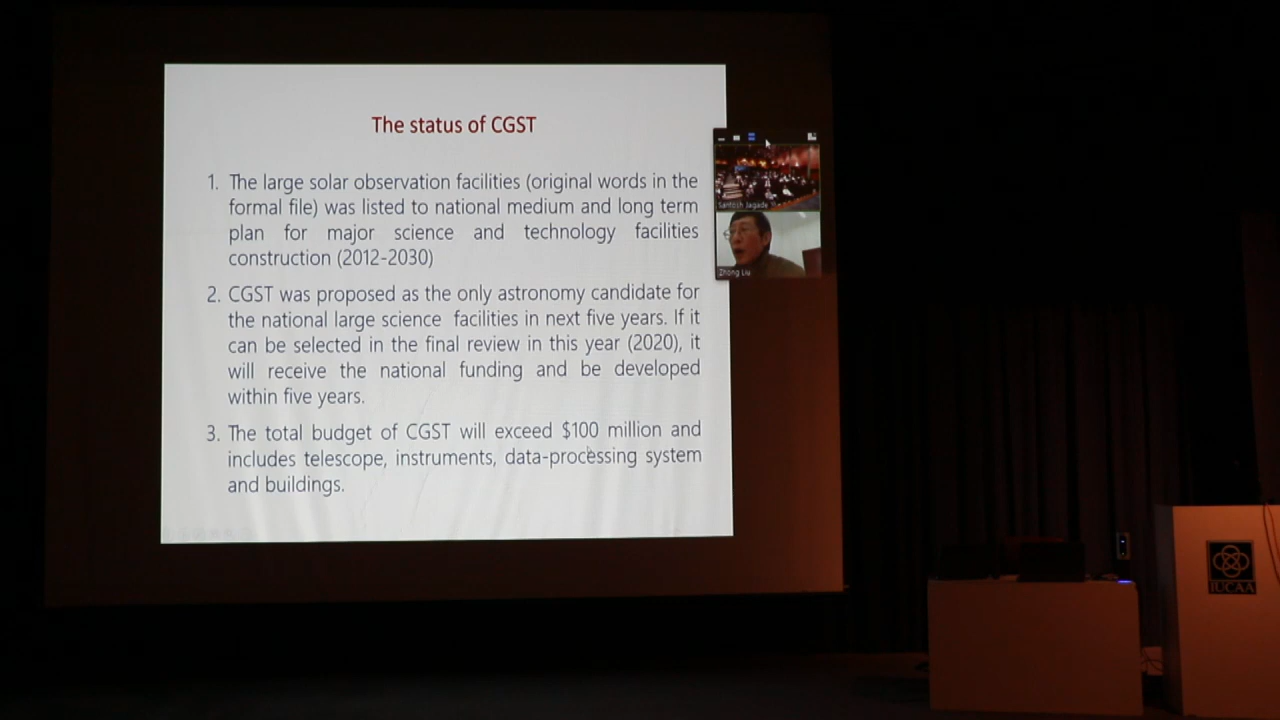 The status of CGST
1. The large solar observation facilities (original words in the
formal file) was listed to national medium and long term
plan for major science and technology facilities
construction (2012-2030)
2. CGST was proposed as the only astronomy candidate for
the national large science facilities in next five years. If it
can be selected in the final review in this year (2020), it
will receive the national funding and be developed
within five years.
3. The total budget of CGST will exceed $100 million and
includes telescope, instruments, data-processing system
and buildings.
Santosh Jagade
Zhong Liu
IUCAA